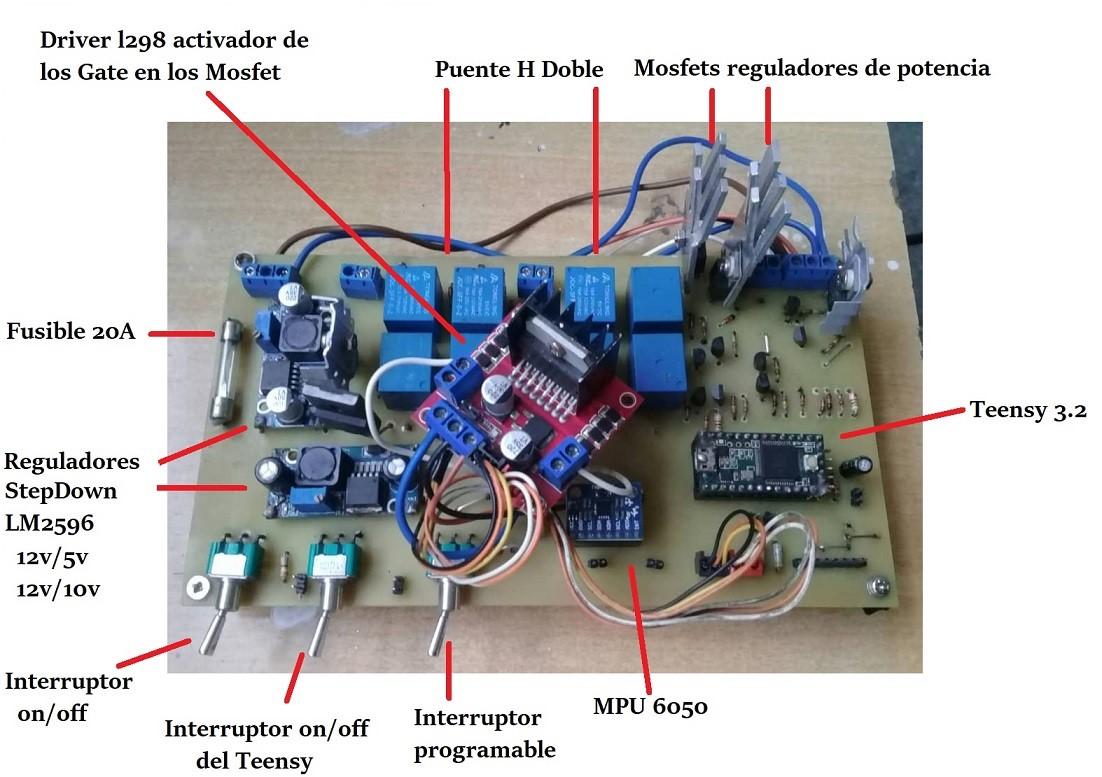 Driver l298 activador de
los Gate en los Mosfet
Puente H Doble
Mosfets reguladores de potencia
Fusible 20A
Teensy 3.2
Reguladores
StepDown
LM2596
12v/5v
12v/10v
Interruptor
on/off
Interruptor on/off
del Teensy
Interruptor
programable
MPU 6050